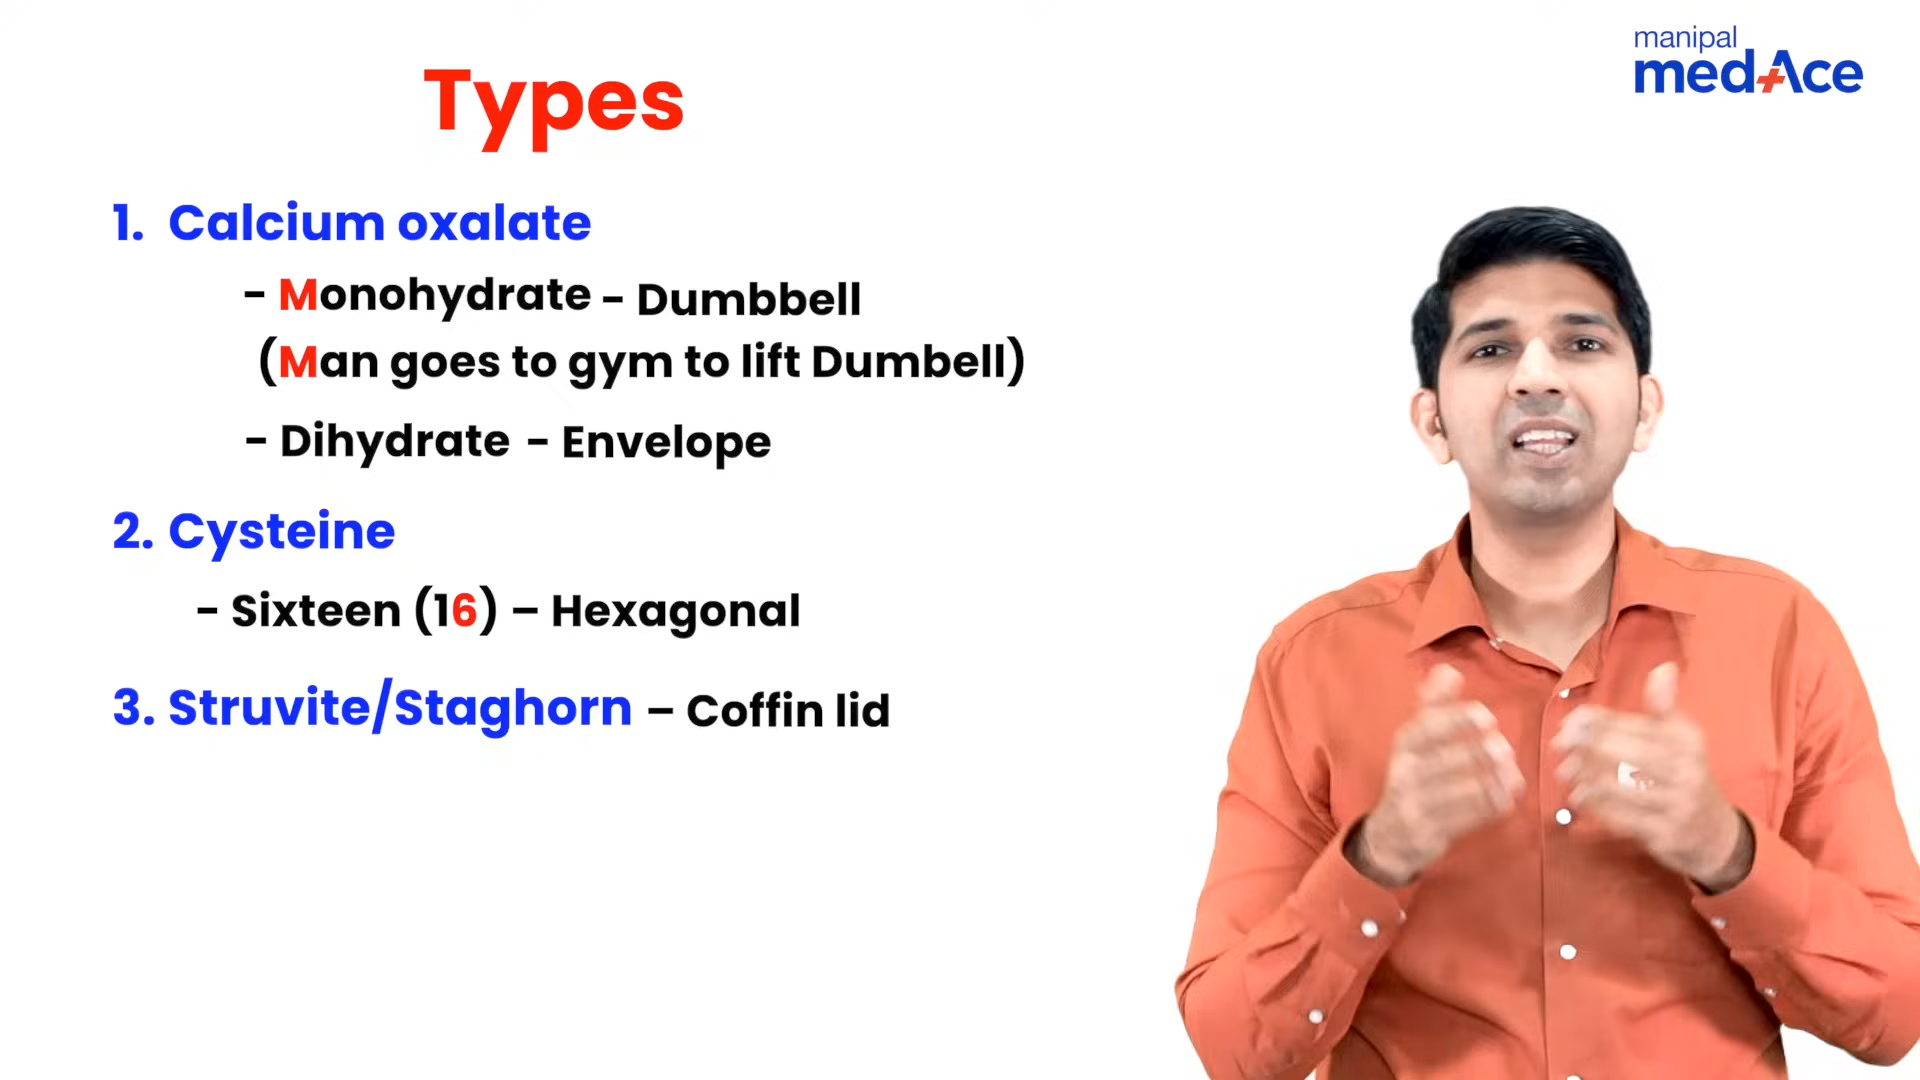 manipal
medAce
Types
1. Calcium oxalate
- Monohydrate - Dumbbell
(Man goes to gym to lift Dumbell)
- Dihydrate - Envelope
2. Cysteine
- Sixteen (16) – Hexagonal
3. Struvite/Staghorn – Coffin lid